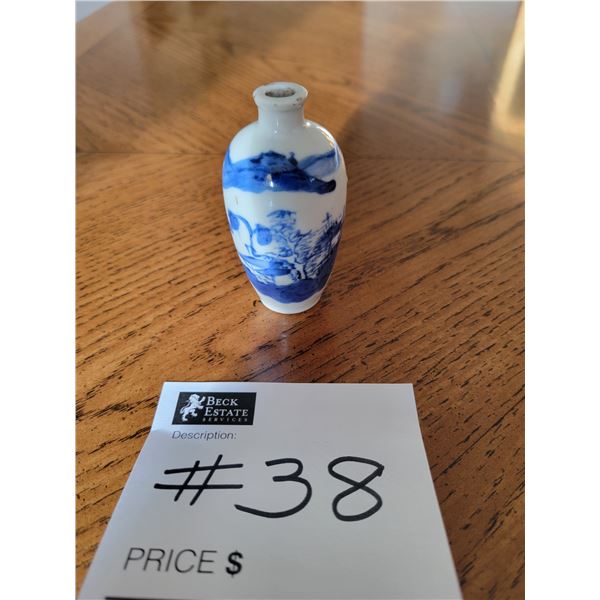 BECK
ESTATE
SERVICES
Description:
#38
PRICE $